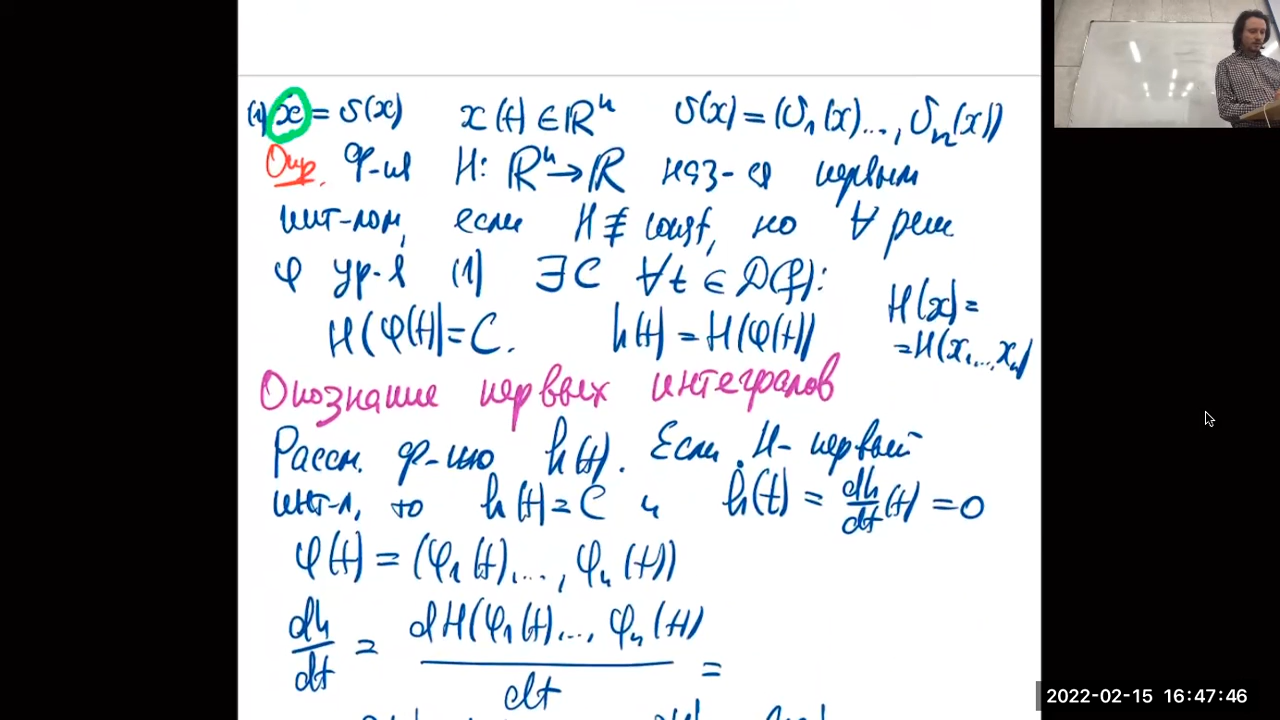 (1) ẋ = v(x) x(t) ∈ ℝⁿ v(x) = (v₁(x)..., vₙ(x))
Опр. Ф-ия H: ℝⁿ → ℝ наз-ся первым
инт-лом, если H ≢ const, но ∀ реш
φ ур-я (1) ∃ C ∀t ∈ D(φ):
H(φ(t)) = C. h(t) = H(φ(t))
H(x) =
= H(x₁,...xₙ)
Опознание первых интегралов
Рассм. ф-ию h(t). Если H - первый
инт-л, то h(t) = C и ḣ(t) = dh/dt (t) = 0
φ(t) = (φ₁(t),..., φₙ(t))
dh/dt = dH(φ₁(t)..., φₙ(t))/dt =
2022-02-15 16:47:46